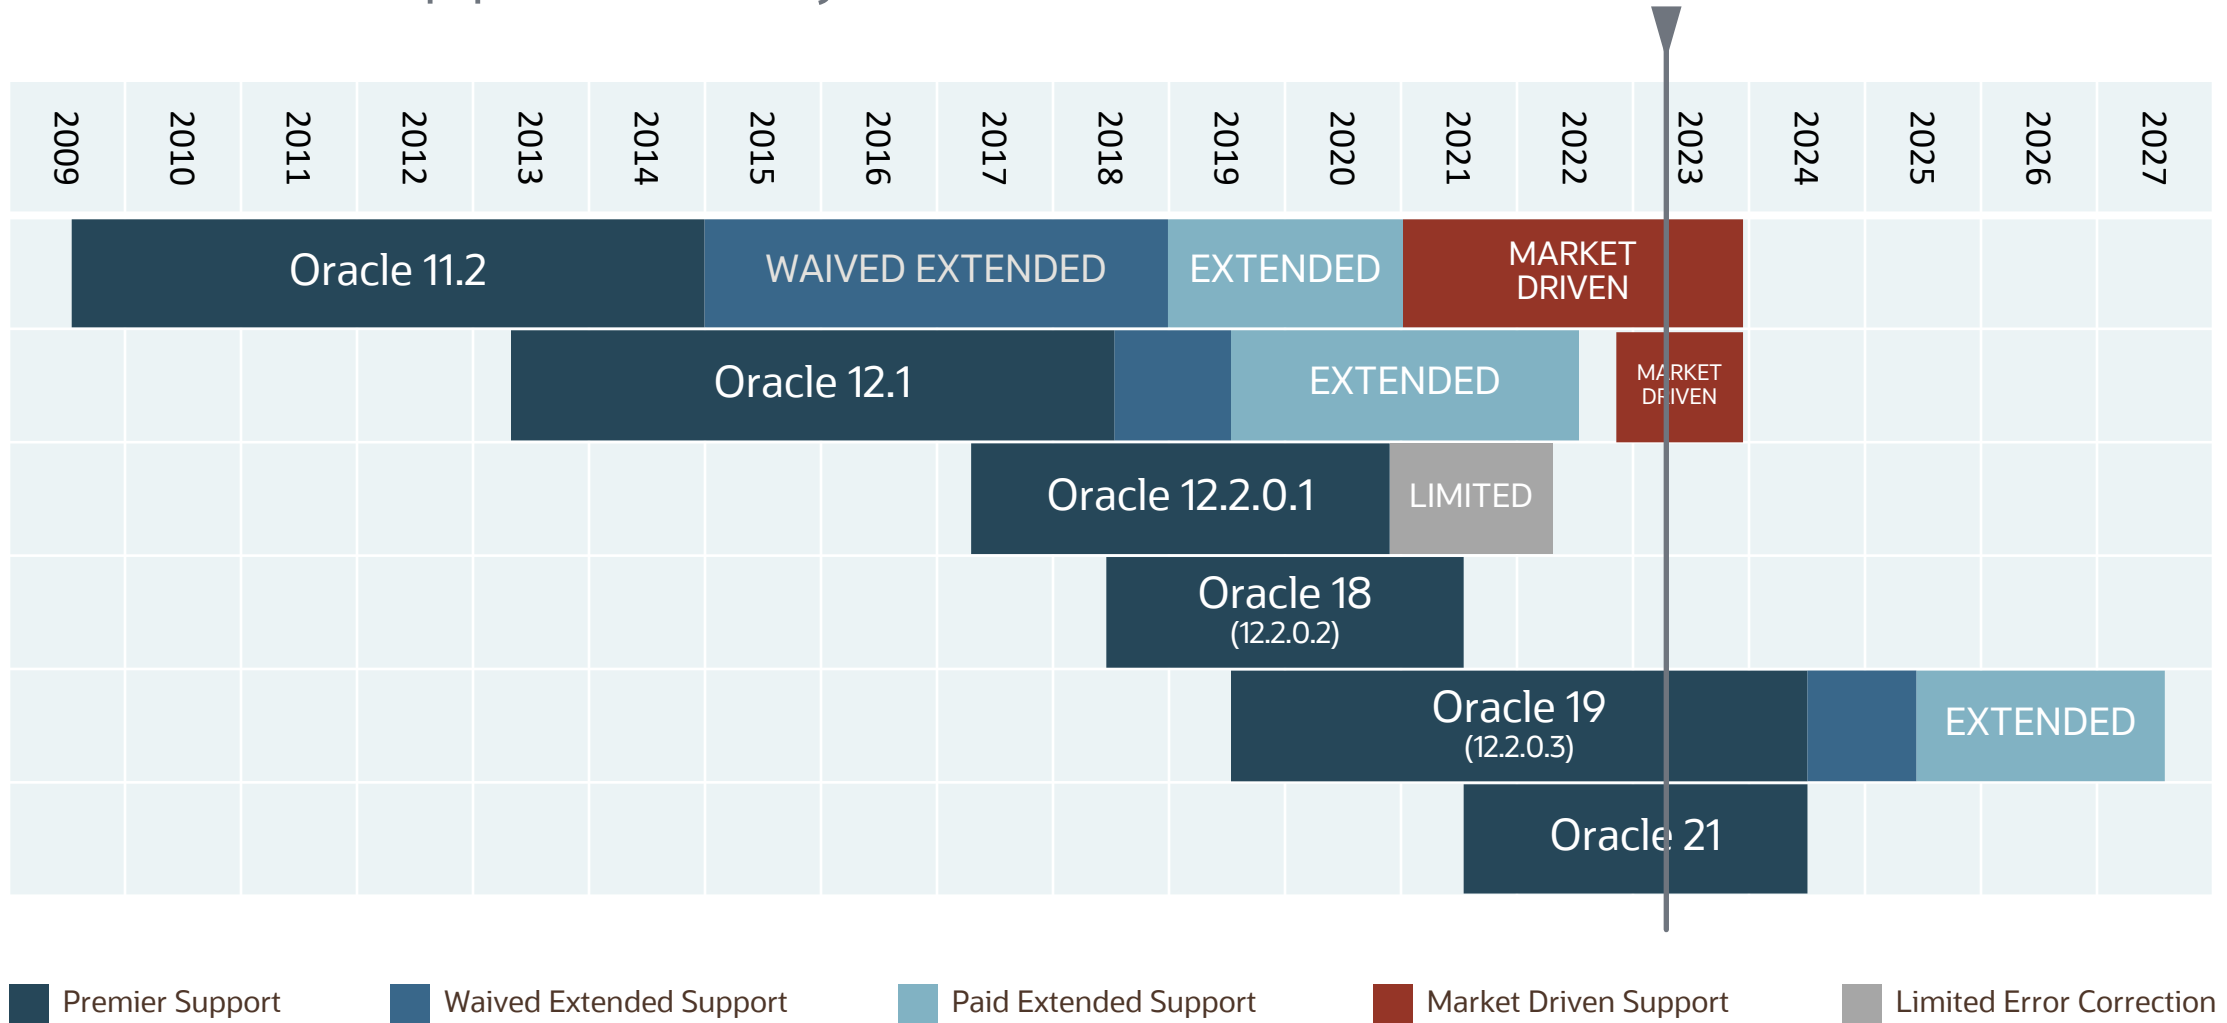 2009 2010 2011 2012 2013 2014 2015 2016 2017 2018 2019 2020 2021 2022 2023 2024 2025 2026 2027
Oracle 11.2 WAIVED EXTENDED EXTENDED MARKET
DRIVEN
Oracle 12.1 EXTENDED MARKET
DRIVEN
Oracle 12.2.0.1 LIMITED
Oracle 18
(12.2.0.2)
Oracle 19 EXTENDED
(12.2.0.3)
Oracle 21
Premier Support Waived Extended Support Paid Extended Support Market Driven Support Limited Error Correction